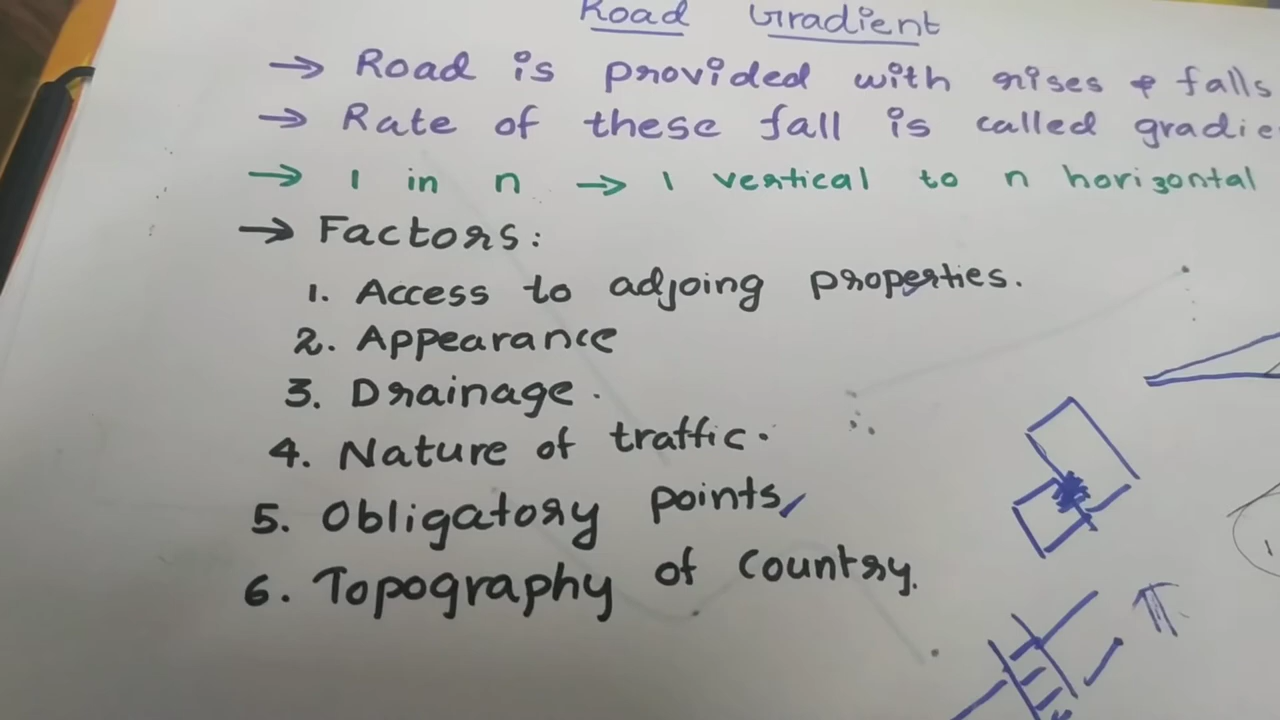 Road Gradient
→ Road is provided with rises & falls
→ Rate of these fall is called gradie
→ 1 in n → 1 vertical to n horizontal
→ Factors:
1. Access to adjoing properties.
2. Appearance
3. Drainage.
4. Nature of traffic.
5. Obligatory points,
6. Topography of country.